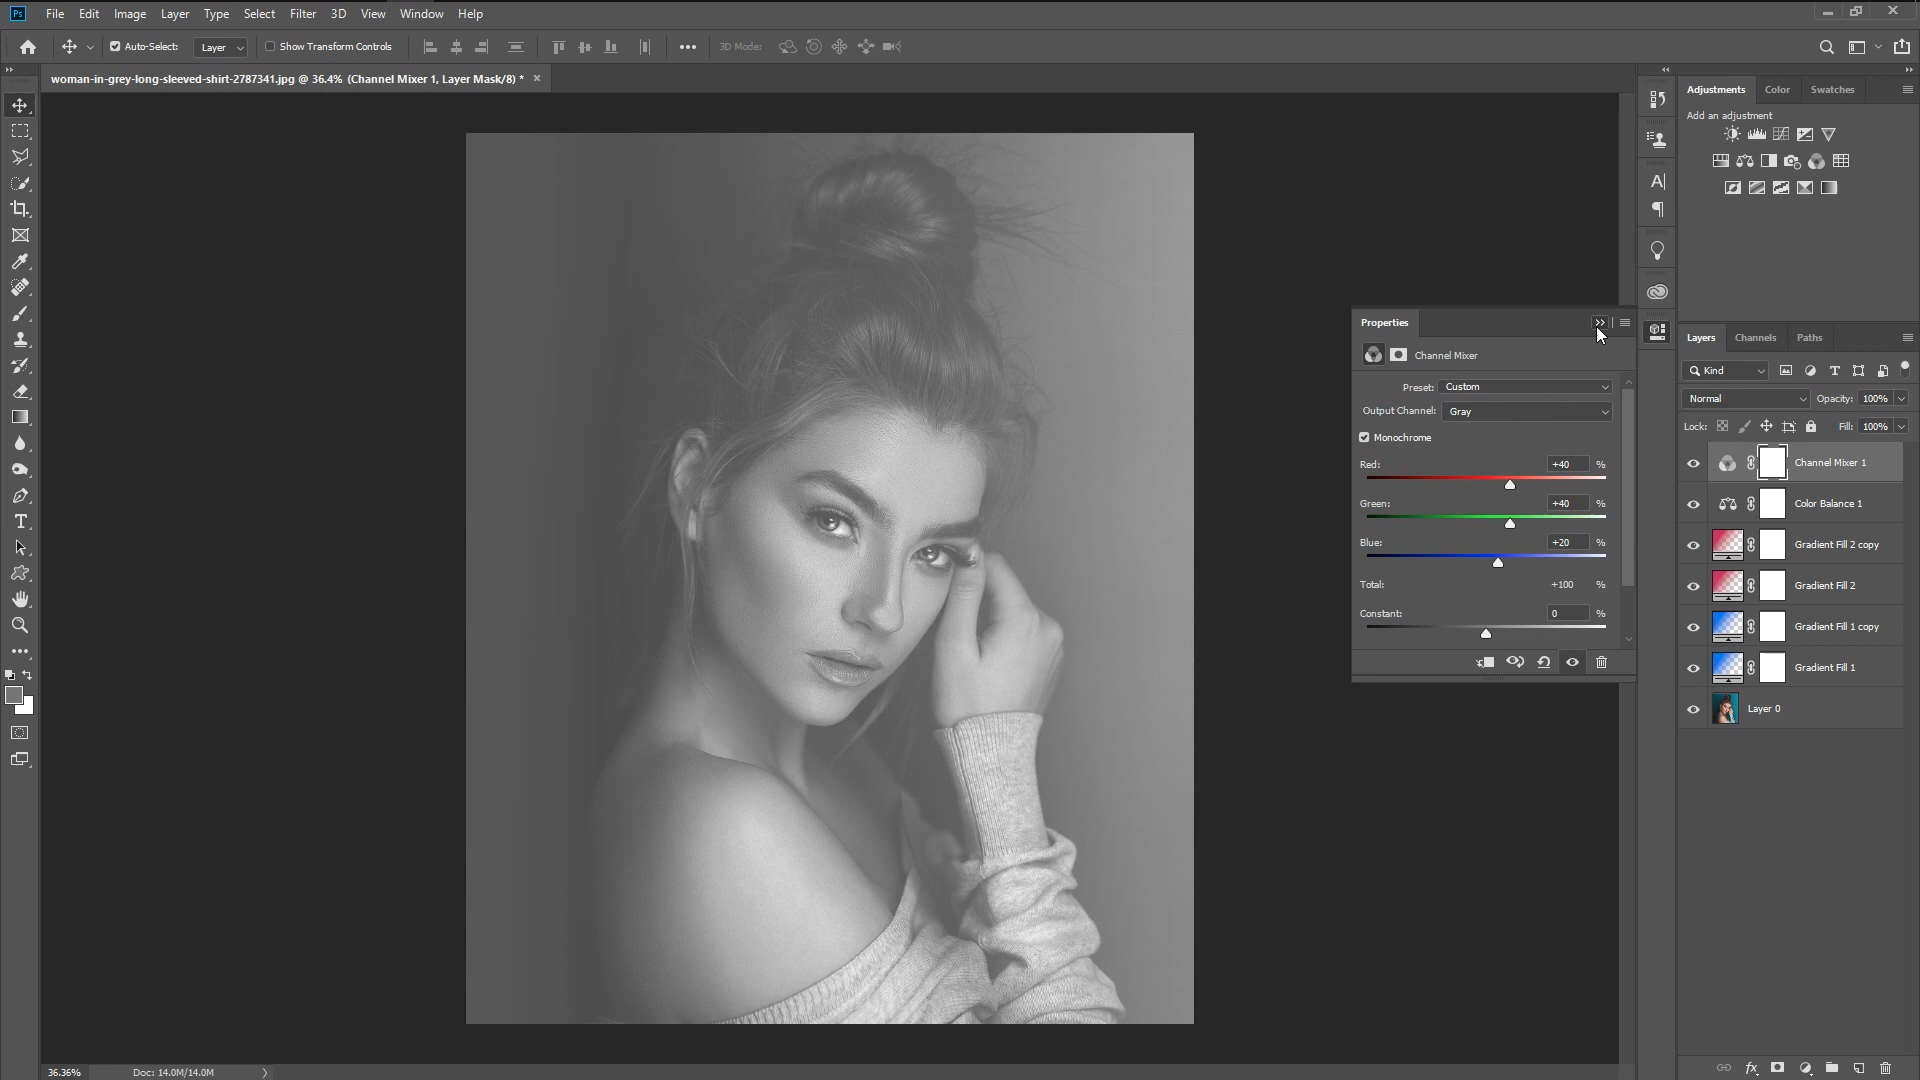 Ps File Edit Image Layer Type Select Filter 3D View Window Help
Auto-Select: Layer Show Transform Controls 3D Mode:
woman-in-grey-long-sleeved-shirt-2787341.jpg @ 36.4% (Channel Mixer 1, Layer Mask/8) *
Adjustments Color Swatches
Add an adjustment
Properties
Channel Mixer
Preset: Custom
Output Channel: Gray
Monochrome
Red: +40 %
Green: +40 %
Blue: +20 %
Total: +100 %
Constant: 0 %
Layers Channels Paths
Kind
Normal Opacity: 100%
Lock: Fill: 100%
Channel Mixer 1
Color Balance 1
Gradient Fill 2 copy
Gradient Fill 2
Gradient Fill 1 copy
Gradient Fill 1
Layer 0
36.36% Doc: 14.0M/14.0M